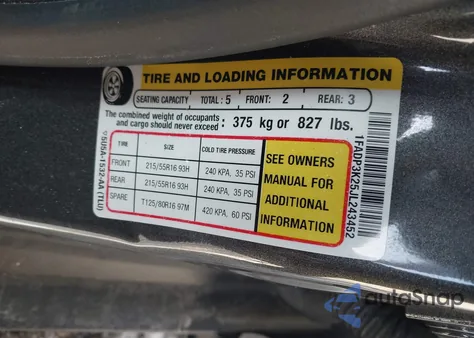 TIRE AND LOADING INFORMATION
SEATING CAPACITY TOTAL : 5 FRONT: 2 REAR: 3
The combined weight of occupants and cargo should never exceed : 375 kg or 827 lbs.
TIRE SIZE COLD TIRE PRESSURE
FRONT 215/55R16 93H 240 KPA, 35 PSI
REAR 215/55R16 93H 240 KPA, 35 PSI
SPARE T125/80R16 97M 420 KPA, 60 PSI
SEE OWNERS
MANUAL FOR
ADDITIONAL
INFORMATION
1FADP3K25JL243452
autoSnap